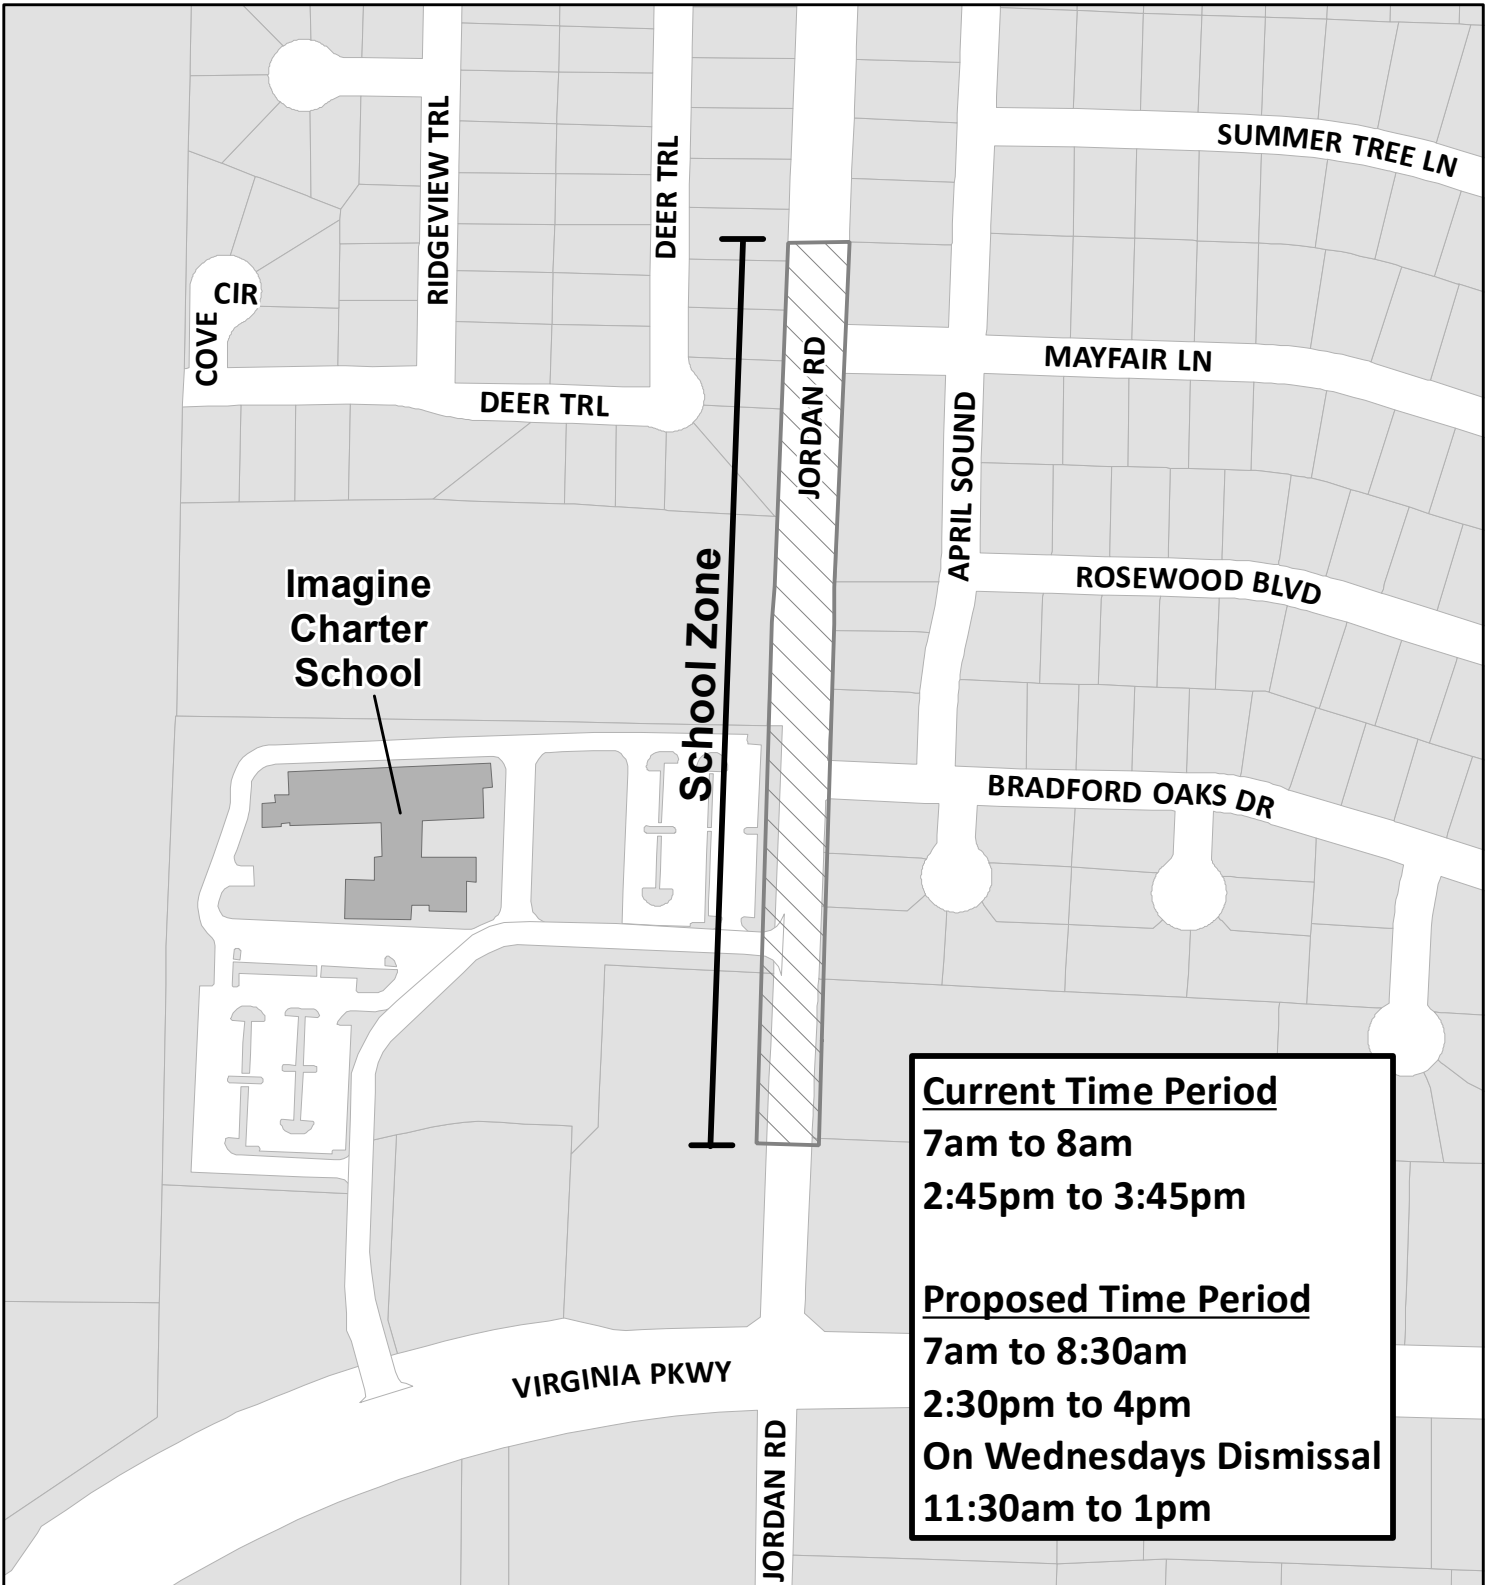 SUMMER TREE LN
RIDGEVIEW TRL
DEER TRL
COVE
CIR
JORDAN RD
MAYFAIR LN
DEER TRL
APRIL SOUND
School Zone
Imagine
Charter
School
ROSEWOOD BLVD
BRADFORD OAKS DR
Current Time Period
7am to 8am
2:45pm to 3:45pm
Proposed Time Period
7am to 8:30am
2:30pm to 4pm
On Wednesdays Dismissal
11:30am to 1pm
VIRGINIA PKWY
JORDAN RD